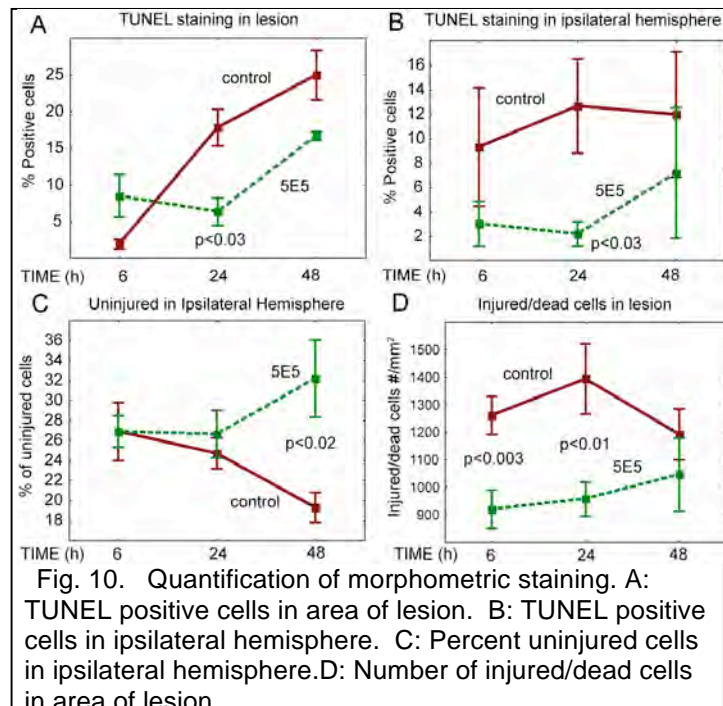 A TUNEL staining in lesion
% Positive cells
25
20
15
10
5
control
5E5
p<0.03
TIME (h) 6 24 48
B TUNEL staining in ipsilateral hemisphere
% Positive cells
16
14
12
10
8
6
4
2
control
5E5
p<0.03
TIME (h) 6 24 48
C Uninjured in Ipsilateral Hemisphere
% of uninjured cells
36
34
32
30
28
26
24
22
20
18
5E5
p<0.02
control
TIME (h) 6 24 48
D Injured/dead cells in lesion
Injured/dead cells #/mm²
1500
1400
1300
1200
1100
1000
900
control
p<0.003
p<0.01
5E5
TIME (h) 6 24 48
Fig. 10. Quantification of morphometric staining. A:
TUNEL positive cells in area of lesion. B: TUNEL positive
cells in ipsilateral hemisphere. C: Percent uninjured cells
in ipsilateral hemisphere.D: Number of injured/dead cells
in area of lesion